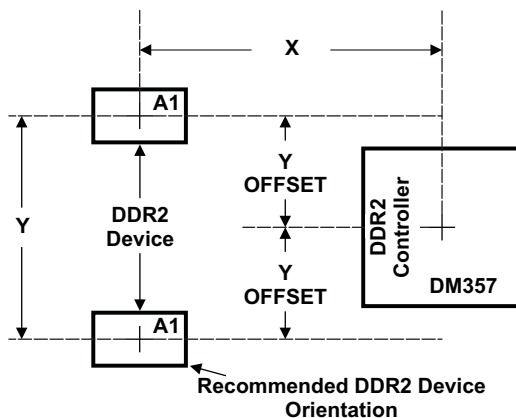 X
A1
Y
OFFSET
DDR2
Controller
Y
DDR2
Device
Y
OFFSET
DM357
A1
Recommended DDR2 Device
Orientation